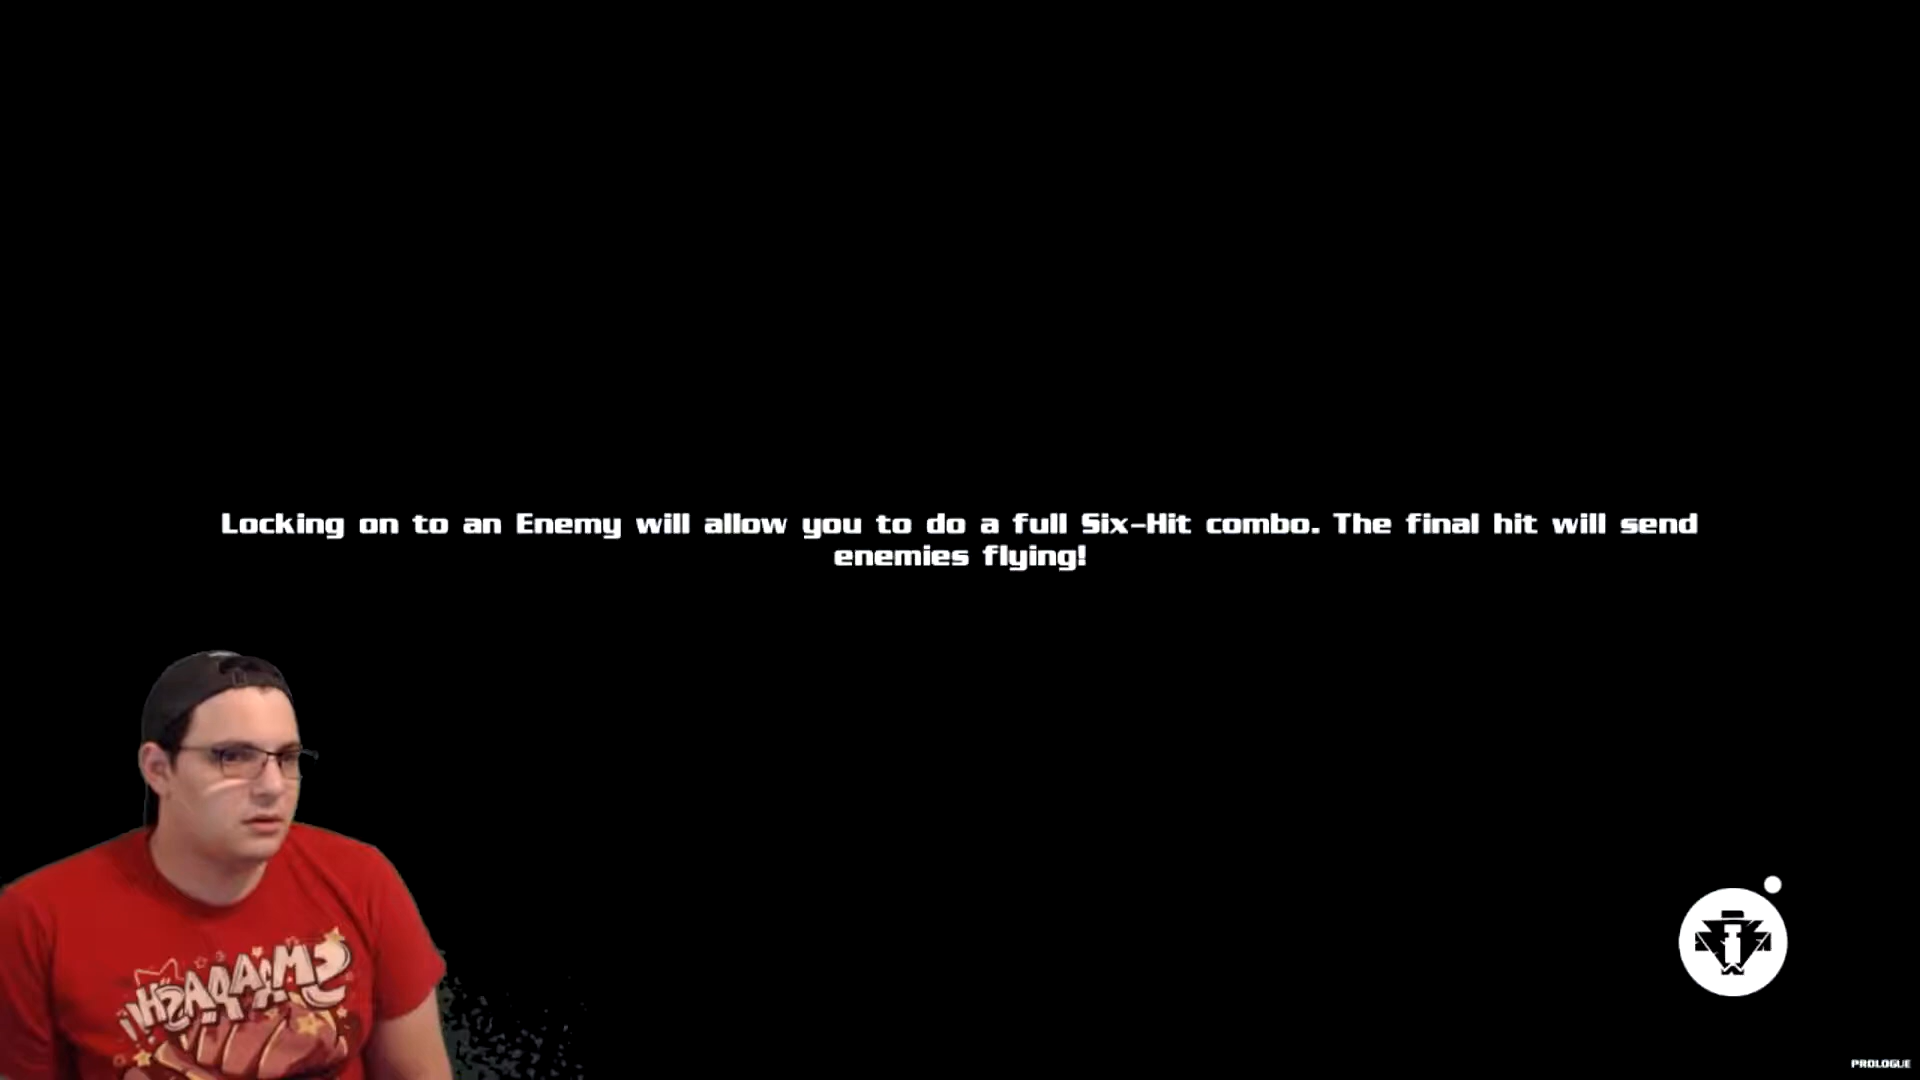 Locking on to an Enemy will allow you to do a full Six-Hit combo. The final hit will send
enemies flying!
SMAAAASH!!
PROLOGUE